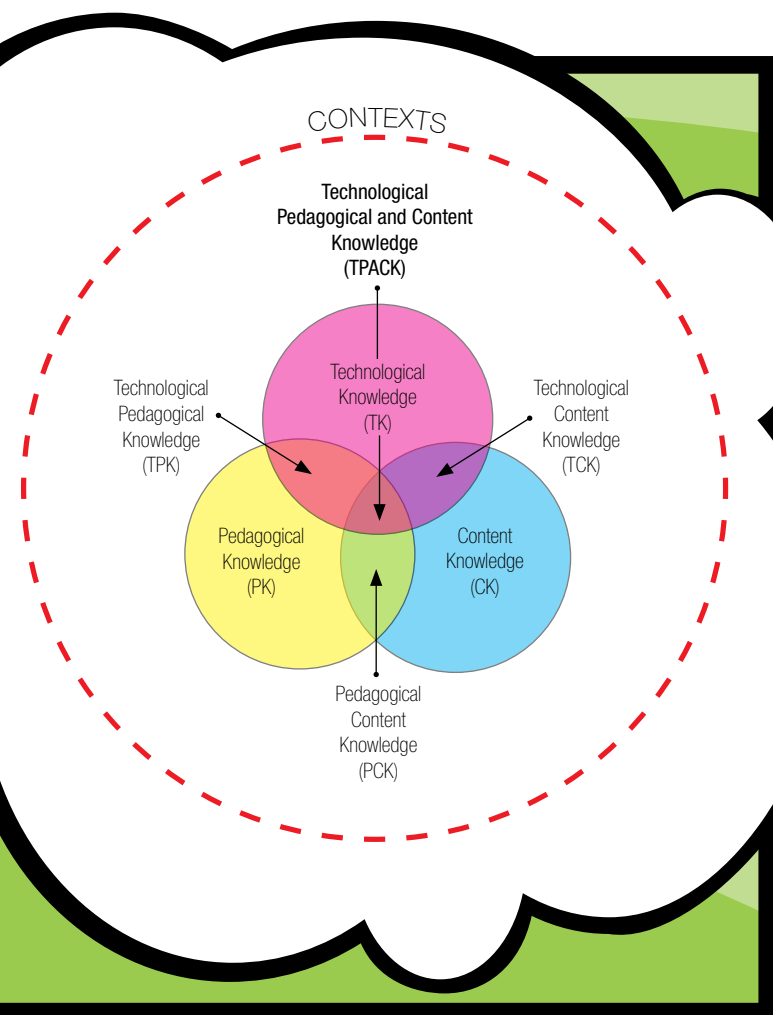 CONTEXTS
Technological
Pedagogical and Content
Knowledge
(TPACK)
Technological
Knowledge
(TK)
Technological
Pedagogical
Knowledge
(TPK)
Technological
Content
Knowledge
(TCK)
Pedagogical
Knowledge
(PK)
Content
Knowledge
(CK)
Pedagogical
Content
Knowledge
(PCK)